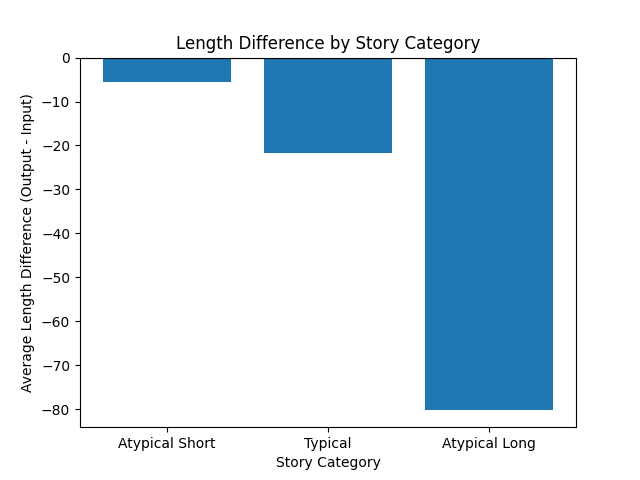 Length Difference by Story Category
Average Length Difference (Output - Input)
0
−10
−20
−30
−40
−50
−60
−70
−80
Atypical Short
Typical
Atypical Long
Story Category